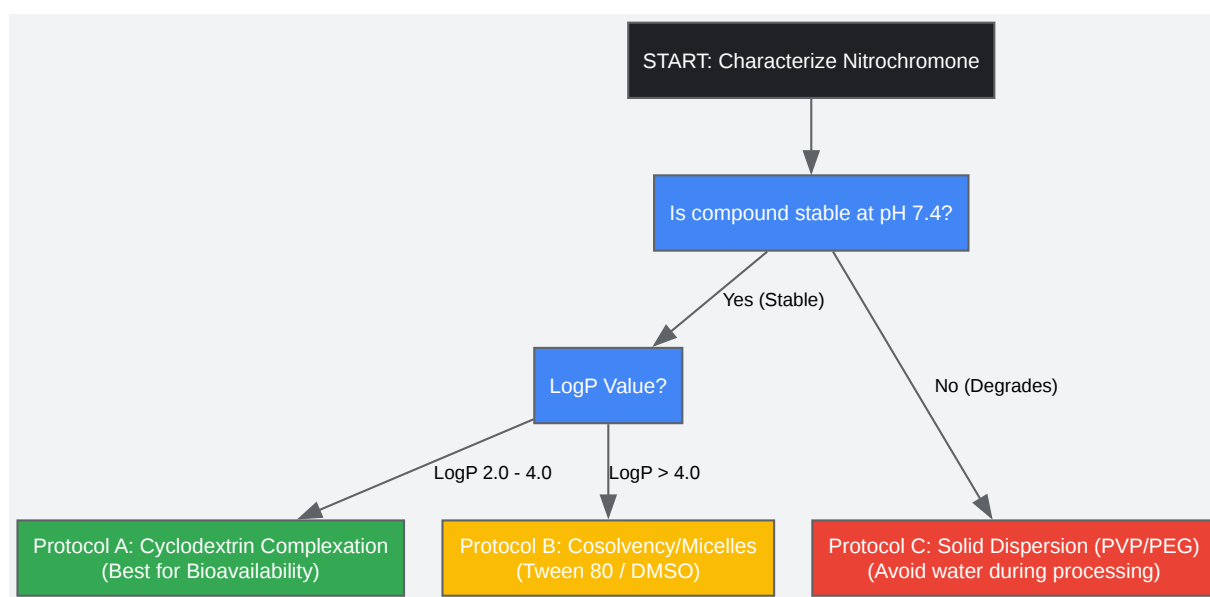 START: Characterize Nitrochromone
Is compound stable at pH 7.4?
Yes (Stable)
LogP Value?
No (Degrades)
LogP 2.0 - 4.0
LogP > 4.0
Protocol A: Cyclodextrin Complexation
(Best for Bioavailability)
Protocol B: Cosolvency/Micelles
(Tween 80 / DMSO)
Protocol C: Solid Dispersion (PVP/PEG)
(Avoid water during processing)